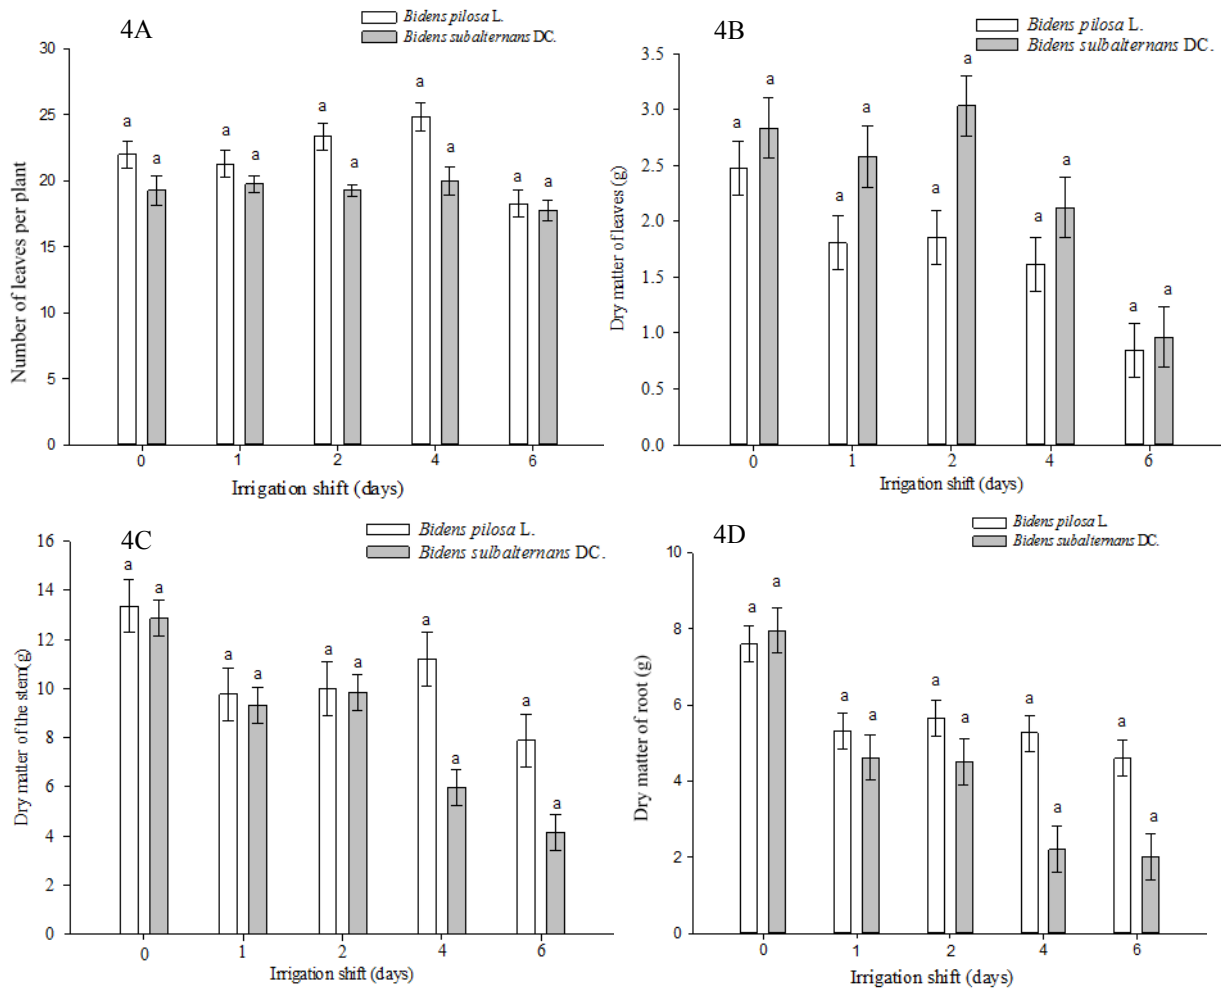 4A
Bidens pilosa L.
Bidens subalternans DC.
30
25
20
15
10
5
0
a a a a a a a a a a
0 1 2 4 6
Number of leaves per plant
Irrigation shift (days)
4B
Bidens pilosa L.
Bidens sulbalternans DC.
3.5
3.0
2.5
2.0
1.5
1.0
0.5
0.0
a a a a a a a a a a
0 1 2 4 6
Dry matter of leaves (g)
Irrigation shift (days)
4C
Bidens pilosa L.
Bidens sulbalternans DC.
16
14
12
10
8
6
4
2
0
a a a a a a a a a a
0 1 2 4 6
Dry matter of the stem(g)
Irrigation shift (days)
4D
Bidens pilosa L
Bidens subalternans DC.
10
8
6
4
2
0
a a a a a a a a a a
0 1 2 4 6
Dry matter of root (g)
Irrigation shift (days)